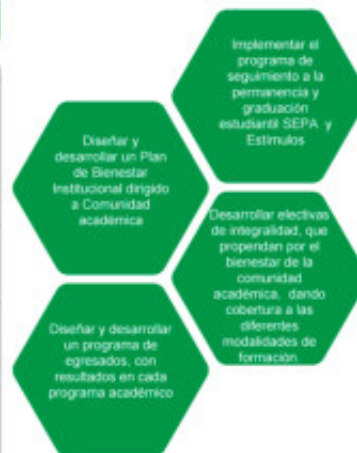 Implementar el
programa de
seguimiento a la
permanencia y
graduación
estudiantil SEPA y
Estímulos
Diseñar y
desarrollar un Plan
de Bienestar
Institucional dirigido
a Comunidad
académica
Desarrollar electivas
de integralidad, que
propendan por el
bienestar de la
comunidad
académica, dando
cobertura a las
diferentes
modalidades de
formación
Diseñar y desarrollar
un programa de
egresados, con
resultados en cada
programa académico